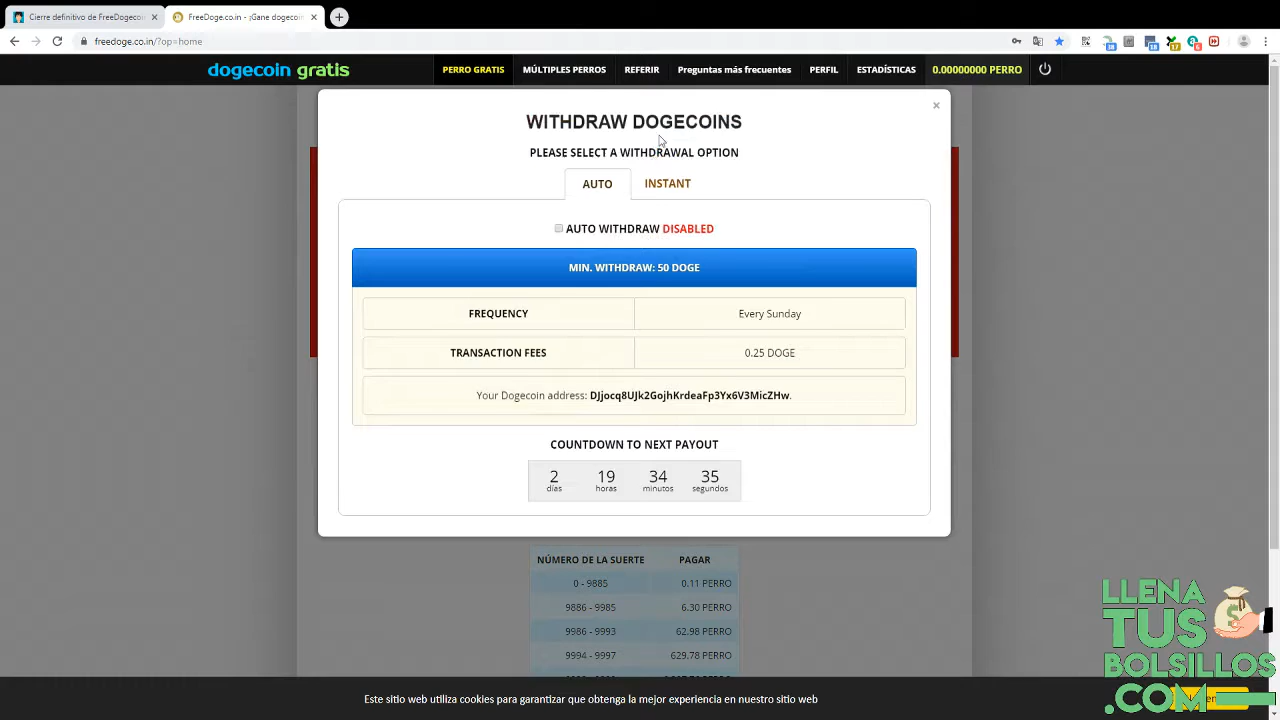 Cierre definitivo de FreeDogecoin
FreeDoge.co.in - ¡Gane dogecoin
freedoge.co.in/?op=home
dogecoin gratis
PERRO GRATIS
MÚLTIPLES PERROS
REFERIR
Preguntas más frecuentes
PERFIL
ESTADÍSTICAS
0.00000000 PERRO
WITHDRAW DOGECOINS
PLEASE SELECT A WITHDRAWAL OPTION
AUTO
INSTANT
AUTO WITHDRAW DISABLED
MIN. WITHDRAW: 50 DOGE
FREQUENCY
Every Sunday
TRANSACTION FEES
0.25 DOGE
Your Dogecoin address: DJjocq8UJk2GojhKrdeaFp3Yx6V3MicZHw.
COUNTDOWN TO NEXT PAYOUT
2 19 34 35
días horas minutos segundos
NÚMERO DE LA SUERTE PAGAR
0 - 9885 0.11 PERRO
9886 - 9985 6.30 PERRO
9986 - 9993 62.98 PERRO
9994 - 9997 629.78 PERRO
Este sitio web utiliza cookies para garantizar que obtenga la mejor experiencia en nuestro sitio web
LLENA
TUS
BOLSILLOS
.COM